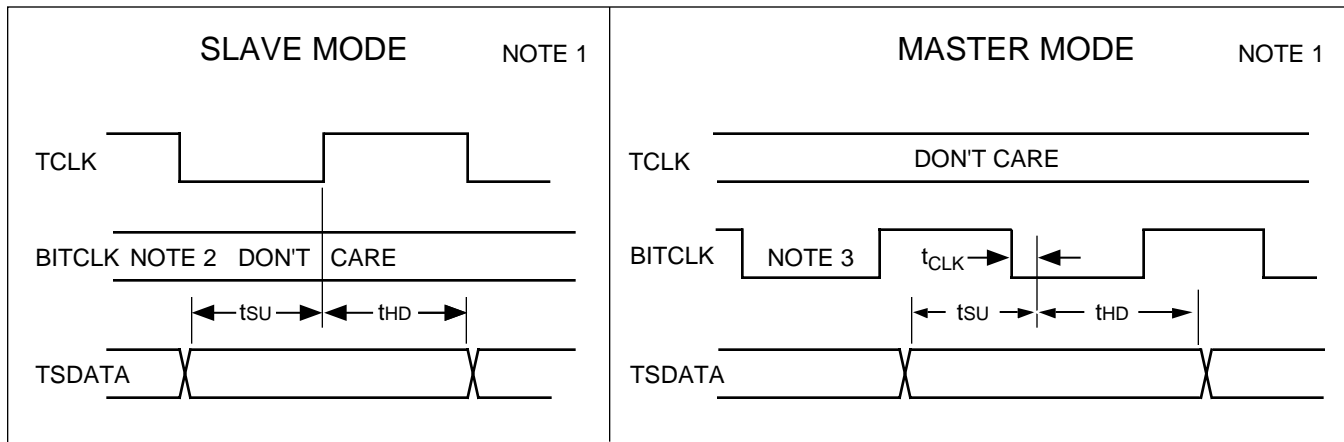 SLAVE MODE NOTE 1
TCLK
BITCLK NOTE 2 DON'T CARE
tSU tHD
TSDATA
MASTER MODE NOTE 1
TCLK DON'T CARE
BITCLK NOTE 3 tCLK
tSU tHD
TSDATA